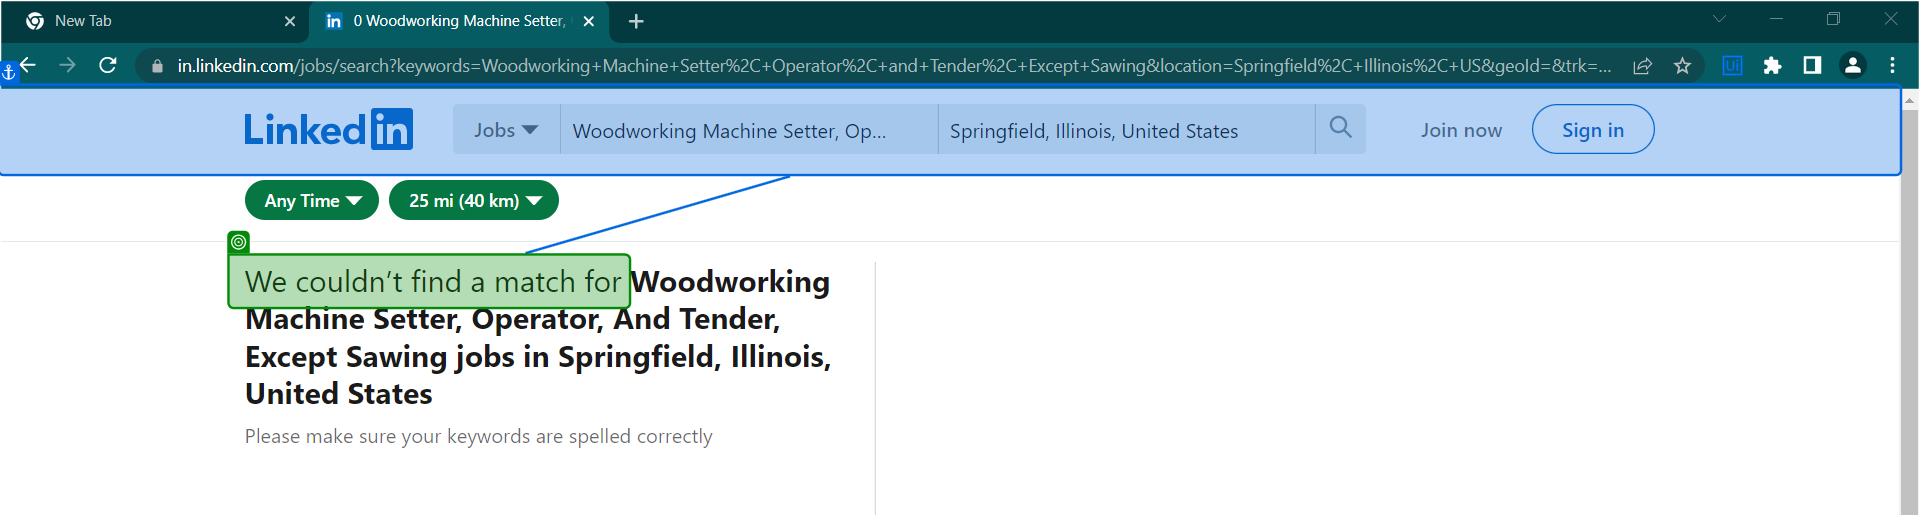 New Tab
0 Woodworking Machine Setter,
in.linkedin.com/jobs/search?keywords=Woodworking+Machine+Setter%2C+Operator%2C+and+Tender%2C+Except+Sawing&location=Springfield%2C+Illinois%2C+US&geoId=&trk=...
Ui
Linked in
Jobs
Woodworking Machine Setter, Op...
Springfield, Illinois, United States
Join now
Sign in
Any Time
25 mi (40 km)
We couldn’t find a match for Woodworking
Machine Setter, Operator, And Tender,
Except Sawing jobs in Springfield, Illinois,
United States
Please make sure your keywords are spelled correctly